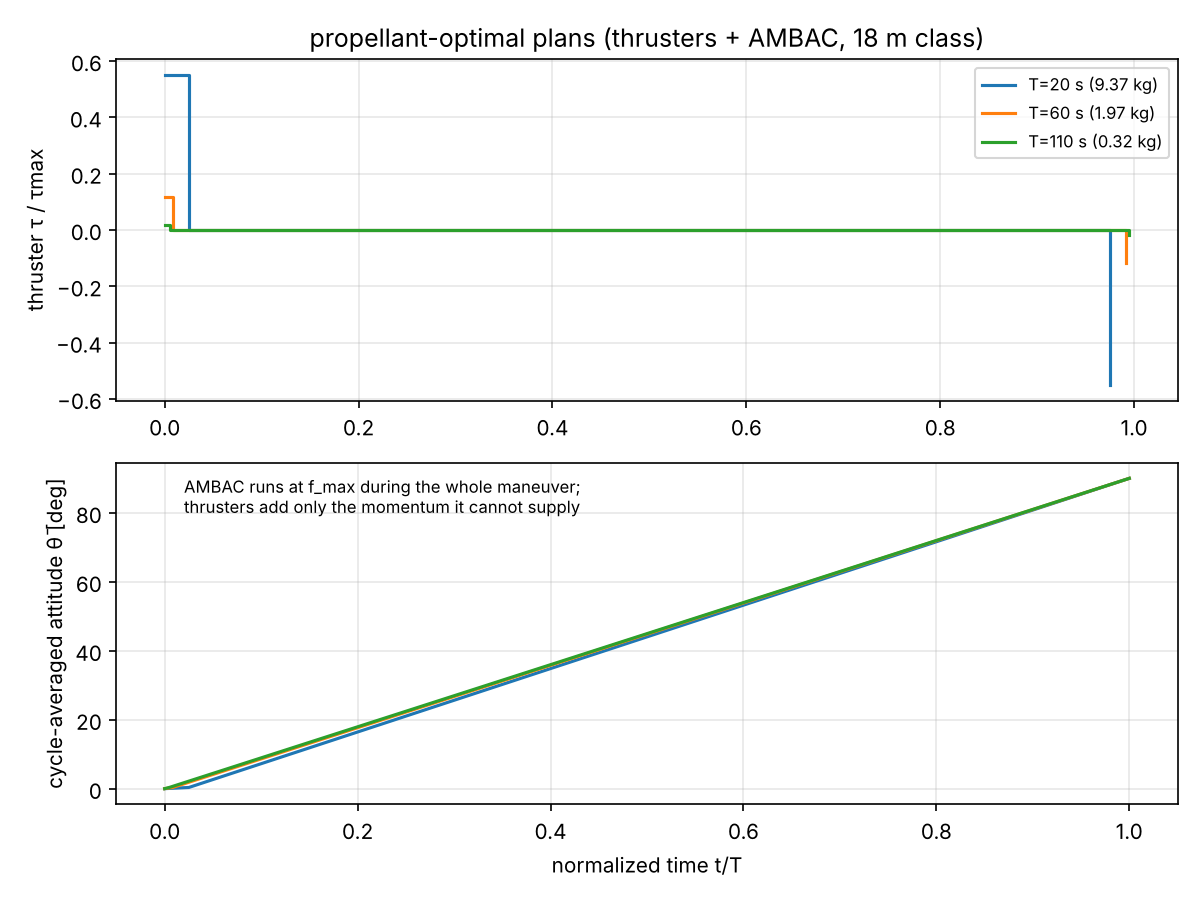 propellant-optimal plans (thrusters + AMBAC, 18 m class)
thruster τ / τmax
0.6
0.4
0.2
0.0
−0.2
−0.4
−0.6
T=20 s (9.37 kg)
T=60 s (1.97 kg)
T=110 s (0.32 kg)
0.0 0.2 0.4 0.6 0.8 1.0
cycle-averaged attitude θ̄ [deg]
80
60
40
20
0
AMBAC runs at f_max during the whole maneuver;
thrusters add only the momentum it cannot supply
0.0 0.2 0.4 0.6 0.8 1.0
normalized time t/T